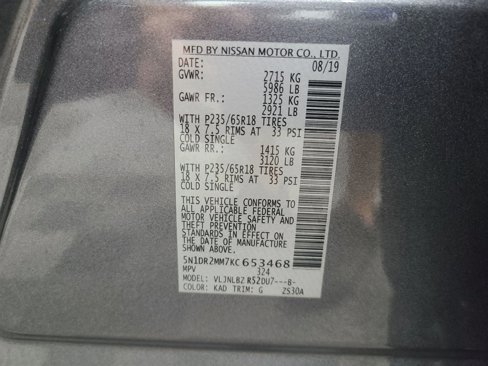 MFD BY NISSAN MOTOR CO., LTD.
DATE: 08/19
GVWR: 2715 KG
5986 LB
GAWR FR.: 1325 KG
2921 LB
WITH P235/65R18 TIRES
18 X 7.5 RIMS AT 33 PSI
COLD SINGLE
GAWR RR.: 1415 KG
3120 LB
WITH P235/65R18 TIRES
18 X 7.5 RIMS AT 33 PSI
COLD SINGLE
THIS VEHICLE CONFORMS TO
ALL APPLICABLE FEDERAL
MOTOR VEHICLE SAFETY AND
THEFT PREVENTION
STANDARDS IN EFFECT ON
THE DATE OF MANUFACTURE
SHOWN ABOVE.
5N1DR2MM7KC653468
MPV 324
MODEL: VLJNLBZ R52DU7---B-
COLOR: KAD TRIM: G ZS30A